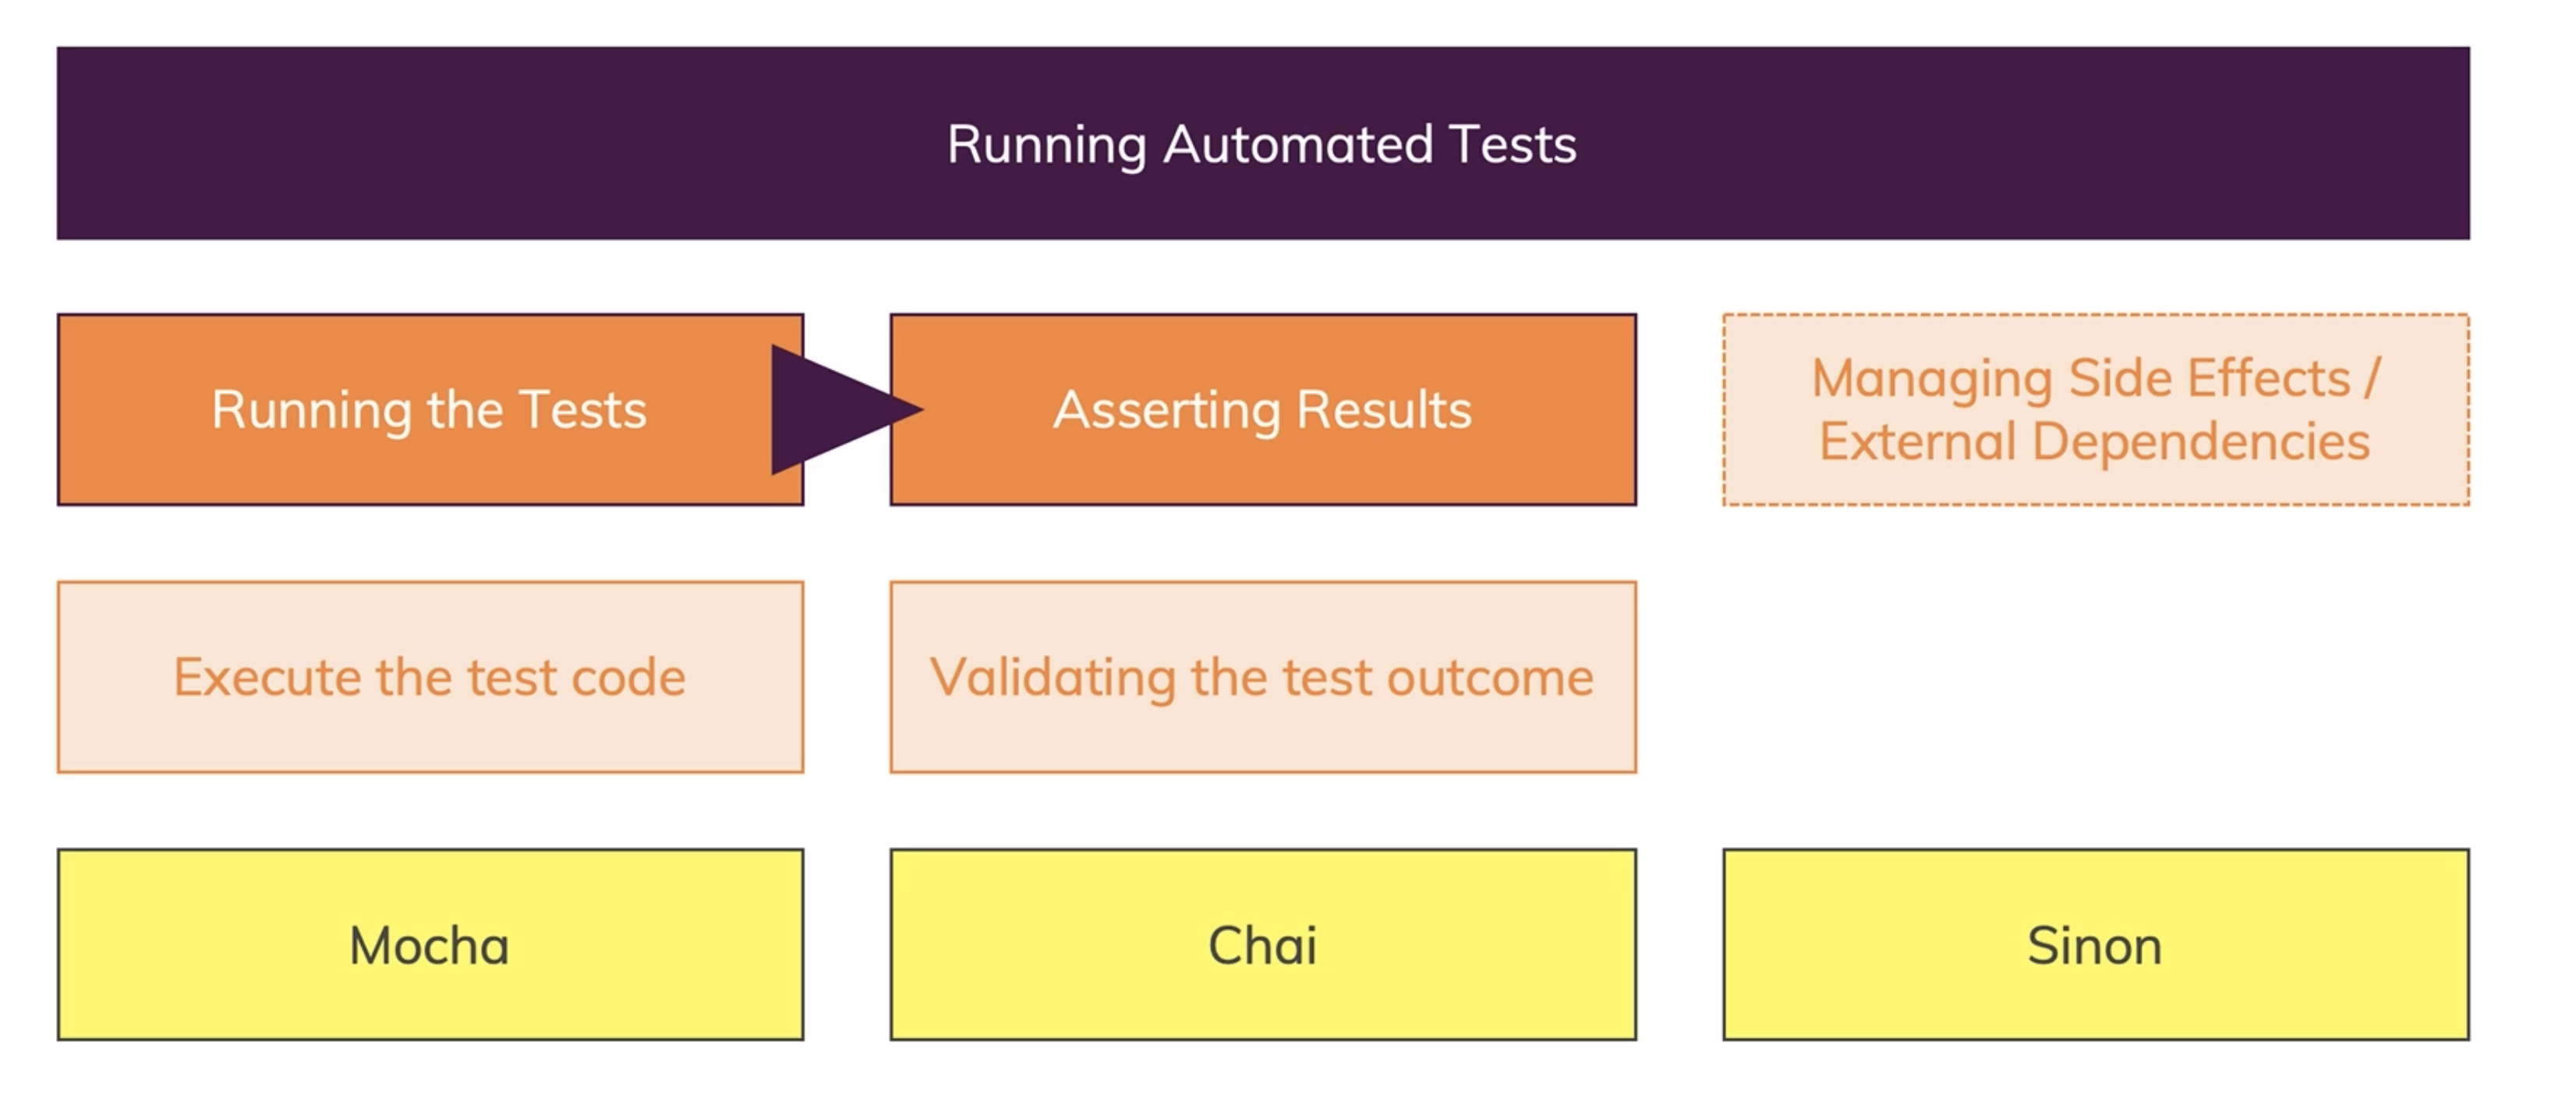 Running Automated Tests
Running the Tests
Asserting Results
Managing Side Effects /
External Dependencies
Execute the test code
Validating the test outcome
Mocha
Chai
Sinon